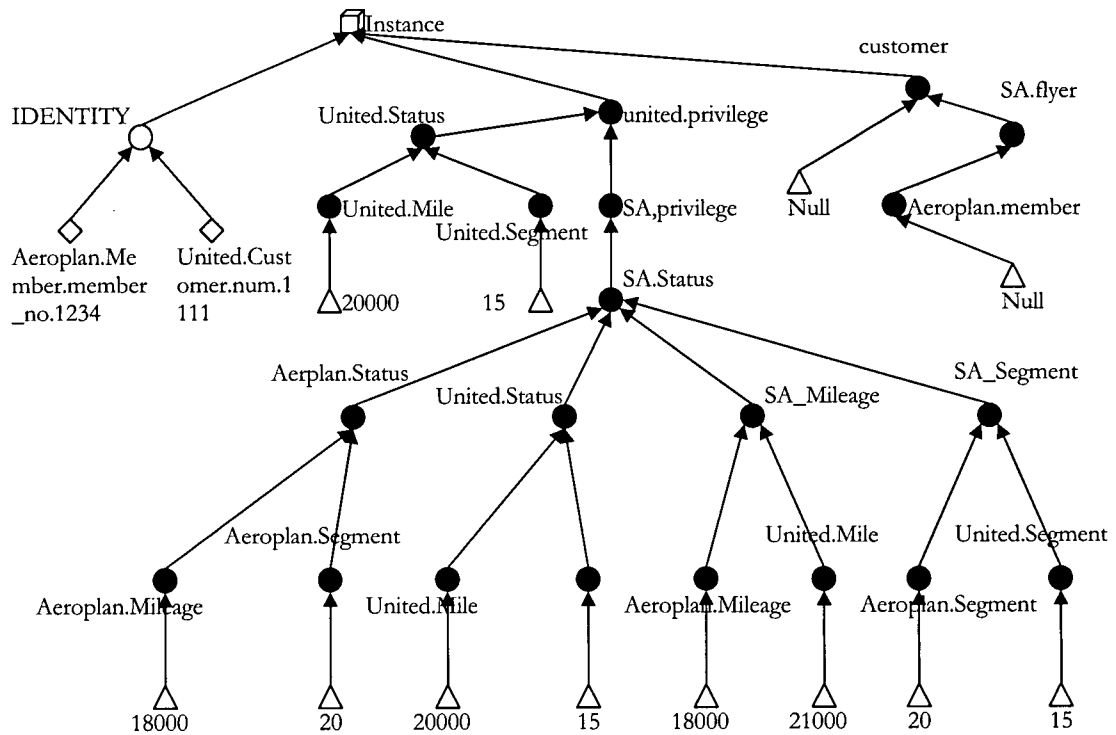 Instance
customer
SA.flyer
IDENTITY
United.Status
united.privilege
United.Mile
United.Segment
SA,privilege
Null
Aeroplan.member
Aeroplan.Me
mber.member
_no.1234
United.Cust
omer.num.1
111
20000
15
SA.Status
Null
Aerplan.Status
United.Status
SA_Mileage
SA_Segment
Aeroplan.Segment
United.Mile
United.Segment
Aeroplan.Mileage
United.Mile
Aeroplan.Mileage
Aeroplan.Segment
18000
20
20000
15
18000
21000
20
15